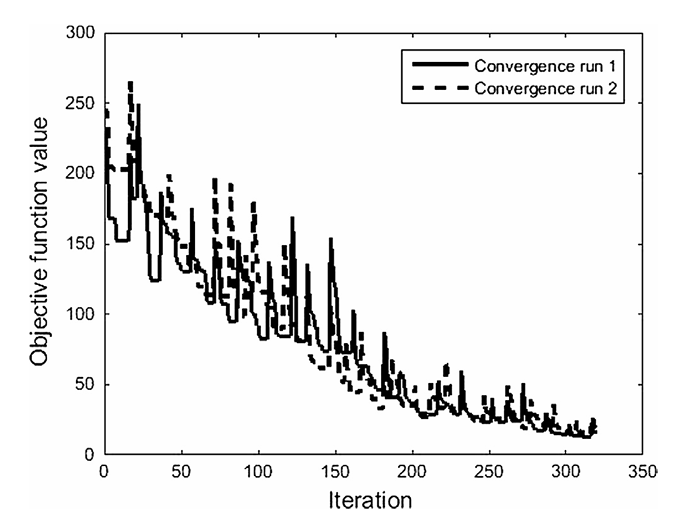 300
250
200
150
100
50
0
Objective function value
Convergence run 1
Convergence run 2
0 50 100 150 200 250 300 350
Iteration